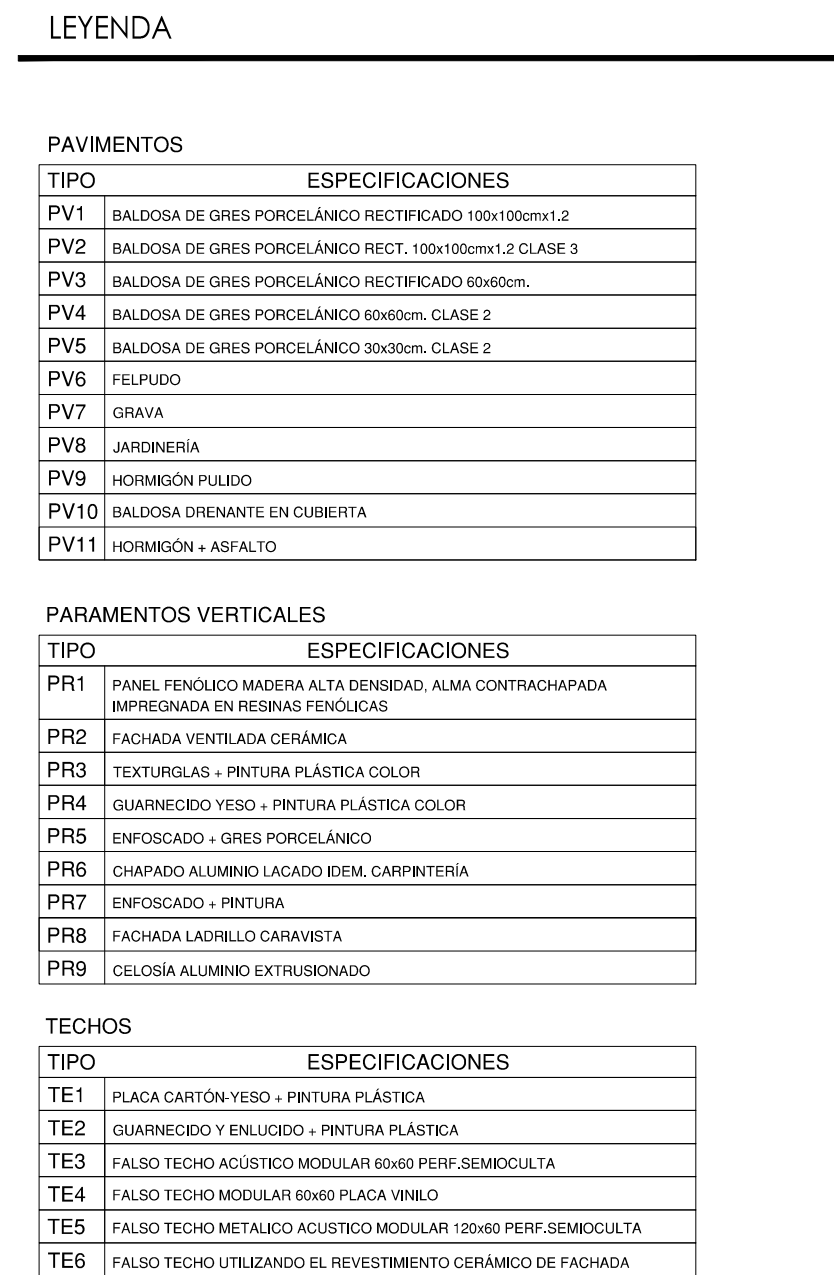 LEYENDA
PAVIMENTOS
TIPO ESPECIFICACIONES
PV1 BALDOSA DE GRES PORCELÁNICO RECTIFICADO 100x100cmx1.2
PV2 BALDOSA DE GRES PORCELÁNICO RECT. 100x100cmx1.2 CLASE 3
PV3 BALDOSA DE GRES PORCELÁNICO RECTIFICADO 60x60cm.
PV4 BALDOSA DE GRES PORCELÁNICO 60x60cm. CLASE 2
PV5 BALDOSA DE GRES PORCELÁNICO 30x30cm. CLASE 2
PV6 FELPUDO
PV7 GRAVA
PV8 JARDINERÍA
PV9 HORMIGÓN PULIDO
PV10 BALDOSA DRENANTE EN CUBIERTA
PV11 HORMIGÓN + ASFALTO
PARAMENTOS VERTICALES
TIPO ESPECIFICACIONES
PR1 PANEL FENÓLICO MADERA ALTA DENSIDAD, ALMA CONTRACHAPADA
IMPREGNADA EN RESINAS FENÓLICAS
PR2 FACHADA VENTILADA CERÁMICA
PR3 TEXTURGLAS + PINTURA PLÁSTICA COLOR
PR4 GUARNECIDO YESO + PINTURA PLÁSTICA COLOR
PR5 ENFOSCADO + GRES PORCELÁNICO
PR6 CHAPADO ALUMINIO LACADO IDEM. CARPINTERÍA
PR7 ENFOSCADO + PINTURA
PR8 FACHADA LADRILLO CARAVISTA
PR9 CELOSÍA ALUMINIO EXTRUSIONADO
TECHOS
TIPO ESPECIFICACIONES
TE1 PLACA CARTÓN-YESO + PINTURA PLÁSTICA
TE2 GUARNECIDO Y ENLUCIDO + PINTURA PLÁSTICA
TE3 FALSO TECHO ACÚSTICO MODULAR 60x60 PERF.SEMIOCULTA
TE4 FALSO TECHO MODULAR 60x60 PLACA VINILO
TE5 FALSO TECHO METALICO ACUSTICO MODULAR 120x60 PERF.SEMIOCULTA
TE6 FALSO TECHO UTILIZANDO EL REVESTIMIENTO CERÁMICO DE FACHADA